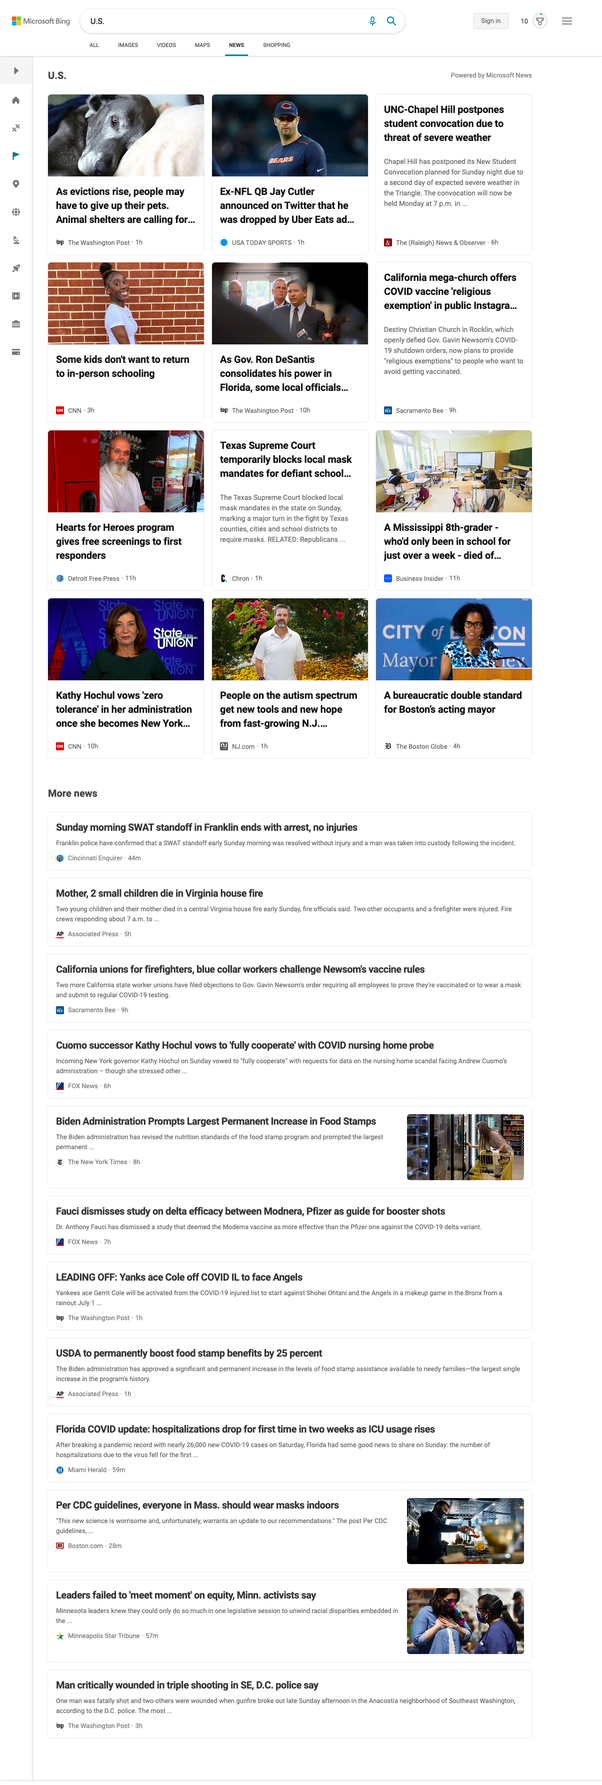 Microsoft Bing
U.S.
Sign in
10
ALL IMAGES VIDEOS MAPS NEWS SHOPPING
U.S.
Powered by Microsoft News
As evictions rise, people may
have to give up their pets.
Animal shelters are calling for...
The Washington Post · 1h
BEARS
Ex-NFL QB Jay Cutler
announced on Twitter that he
was dropped by Uber Eats ad...
USA TODAY SPORTS · 1h
UNC-Chapel Hill postpones
student convocation due to
threat of severe weather
Chapel Hill has postponed its New Student
Convocation planned for Sunday night due to
a second day of expected severe weather in
the Triangle. The convocation will now be
held Monday at 7 p.m. in ...
The (Raleigh) News & Observer · 6h
Some kids don't want to return
to in-person schooling
CNN · 3h
As Gov. Ron DeSantis
consolidates his power in
Florida, some local officials...
The Washington Post · 10h
California mega-church offers
COVID vaccine 'religious
exemption' in public Instagra...
Destiny Christian Church in Rocklin, which
openly defied Gov. Gavin Newsom's COVID-
19 shutdown orders, now plans to provide
"religious exemptions" to people who want to
avoid getting vaccinated.
Sacramento Bee · 9h
Hearts for Heroes program
gives free screenings to first
responders
Detroit Free Press · 11h
Texas Supreme Court
temporarily blocks local mask
mandates for defiant school...
The Texas Supreme Court blocked local
mask mandates in the state on Sunday,
marking a major turn in the fight by Texas
counties, cities and school districts to
require masks. RELATED: Republicans ...
Chron · 1h
A Mississippi 8th-grader -
who'd only been in school for
just over a week - died of...
Business Insider · 11h
State
UNION
State of the
UNION
Kathy Hochul vows 'zero
tolerance' in her administration
once she becomes New York...
CNN · 10h
People on the autism spectrum
get new tools and new hope
from fast-growing N.J....
NJ.com · 1h
CITY of
Mayor
A bureaucratic double standard
for Boston's acting mayor
The Boston Globe · 4h
More news
Sunday morning SWAT standoff in Franklin ends with arrest, no injuries
Franklin police have confirmed that a SWAT standoff early Sunday morning was resolved without injury and a man was taken into custody following the incident.
Cincinnati Enquirer · 44m
Mother, 2 small children die in Virginia house fire
Two young children and their mother died in a central Virginia house fire early Sunday, fire officials said. Two other occupants and a firefighter were injured. Fire
crews responding about 7 a.m. to ...
AP Associated Press · 5h
California unions for firefighters, blue collar workers challenge Newsom's vaccine rules
Two more California state worker unions have filed objections to Gov. Gavin Newsom's order requiring all employees to prove they're vaccinated or to wear a mask
and submit to regular COVID-19 testing.
Sacramento Bee · 9h
Cuomo successor Kathy Hochul vows to 'fully cooperate' with COVID nursing home probe
Incoming New York governor Kathy Hochul on Sunday vowed to "fully cooperate" with requests for data on the nursing home scandal facing Andrew Cuomo's
administration – though she stressed other ...
FOX News · 6h
Biden Administration Prompts Largest Permanent Increase in Food Stamps
The Biden administration has revised the nutrition standards of the food stamp program and prompted the largest
permanent ...
The New York Times · 8h
Fauci dismisses study on delta efficacy between Modnera, Pfizer as guide for booster shots
Dr. Anthony Fauci has dismissed a study that deemed the Moderna vaccine as more effective than the Pfizer one against the COVID-19 delta variant.
FOX News · 7h
LEADING OFF: Yanks ace Cole off COVID IL to face Angels
Yankees ace Gerrit Cole will be activated from the COVID-19 injured list to start against Shohei Ohtani and the Angels in a makeup game in the Bronx from a
rainout July 1 ...
The Washington Post · 1h
USDA to permanently boost food stamp benefits by 25 percent
The Biden administration has approved a significant and permanent increase in the levels of food stamp assistance available to needy families—the largest single
increase in the program's history.
AP Associated Press · 1h
Florida COVID update: hospitalizations drop for first time in two weeks as ICU usage rises
After breaking a pandemic record with nearly 26,000 new COVID-19 cases on Saturday, Florida had some good news to share on Sunday: the number of
hospitalizations due to the virus fell for the first ...
Miami Herald · 59m
Per CDC guidelines, everyone in Mass. should wear masks indoors
"This new science is worrisome and, unfortunately, warrants an update to our recommendations." The post Per CDC
guidelines, ...
Boston.com · 28m
Leaders failed to 'meet moment' on equity, Minn. activists say
Minnesota leaders knew they could only do so much in one legislative session to unwind racial disparities embedded in
the ...
Minneapolis Star Tribune · 57m
Man critically wounded in triple shooting in SE, D.C. police say
One man was fatally shot and two others were wounded when gunfire broke out late Sunday afternoon in the Anacostia neighborhood of Southeast Washington,
according to the D.C. police. The most ...
The Washington Post · 3h